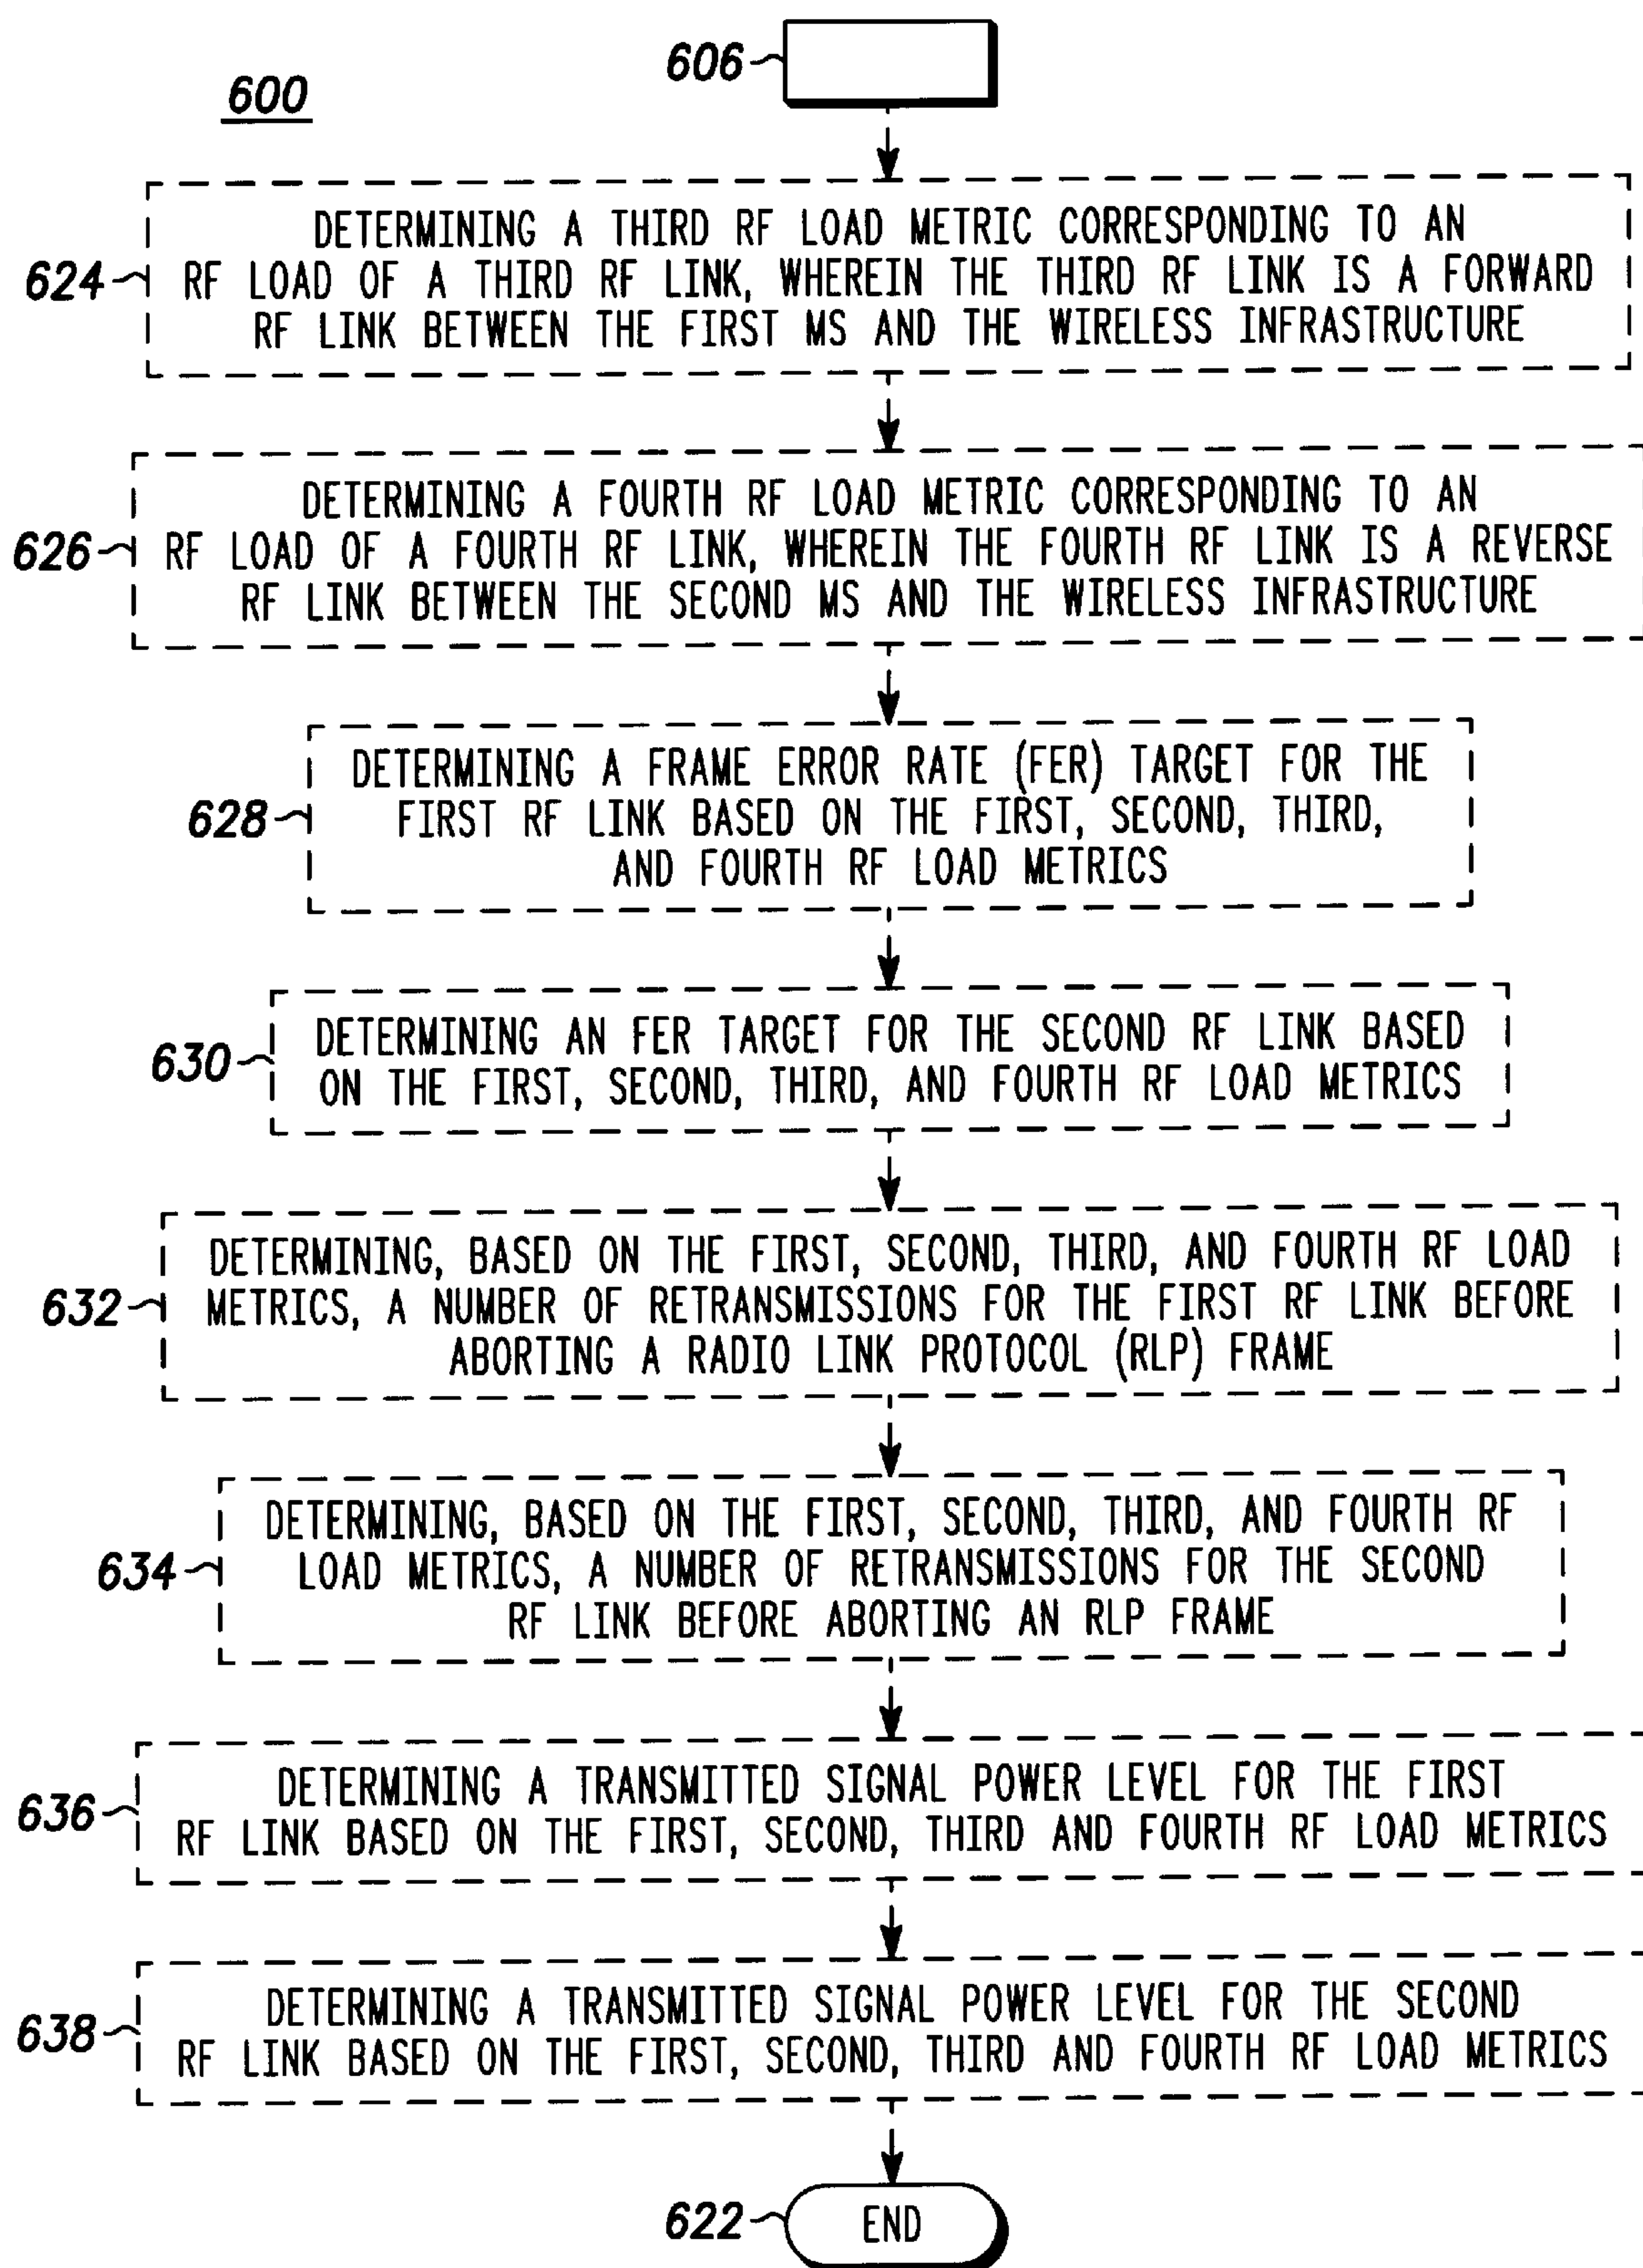 606
600
DETERMINING A THIRD RF LOAD METRIC CORRESPONDING TO AN
624
RF LOAD OF A THIRD RF LINK, WHEREIN THE THIRD RF LINK IS A FORWARD
RF LINK BETWEEN THE FIRST MS AND THE WIRELESS INFRASTRUCTURE
DETERMINING A FOURTH RF LOAD METRIC CORRESPONDING TO AN
626
RF LOAD OF A FOURTH RF LINK, WHEREIN THE FOURTH RF LINK IS A REVERSE
RF LINK BETWEEN THE SECOND MS AND THE WIRELESS INFRASTRUCTURE
DETERMINING A FRAME ERROR RATE (FER) TARGET FOR THE
628
FIRST RF LINK BASED ON THE FIRST, SECOND, THIRD,
AND FOURTH RF LOAD METRICS
630
DETERMINING AN FER TARGET FOR THE SECOND RF LINK BASED
ON THE FIRST, SECOND, THIRD, AND FOURTH RF LOAD METRICS
DETERMINING, BASED ON THE FIRST, SECOND, THIRD, AND FOURTH RF LOAD
632
METRICS, A NUMBER OF RETRANSMISSIONS FOR THE FIRST RF LINK BEFORE
ABORTING A RADIO LINK PROTOCOL (RLP) FRAME
DETERMINING, BASED ON THE FIRST, SECOND, THIRD, AND FOURTH RF
634
LOAD METRICS, A NUMBER OF RETRANSMISSIONS FOR THE SECOND
RF LINK BEFORE ABORTING AN RLP FRAME
636
DETERMINING A TRANSMITTED SIGNAL POWER LEVEL FOR THE FIRST
RF LINK BASED ON THE FIRST, SECOND, THIRD AND FOURTH RF LOAD METRICS
638
DETERMINING A TRANSMITTED SIGNAL POWER LEVEL FOR THE SECOND
RF LINK BASED ON THE FIRST, SECOND, THIRD AND FOURTH RF LOAD METRICS
622
END